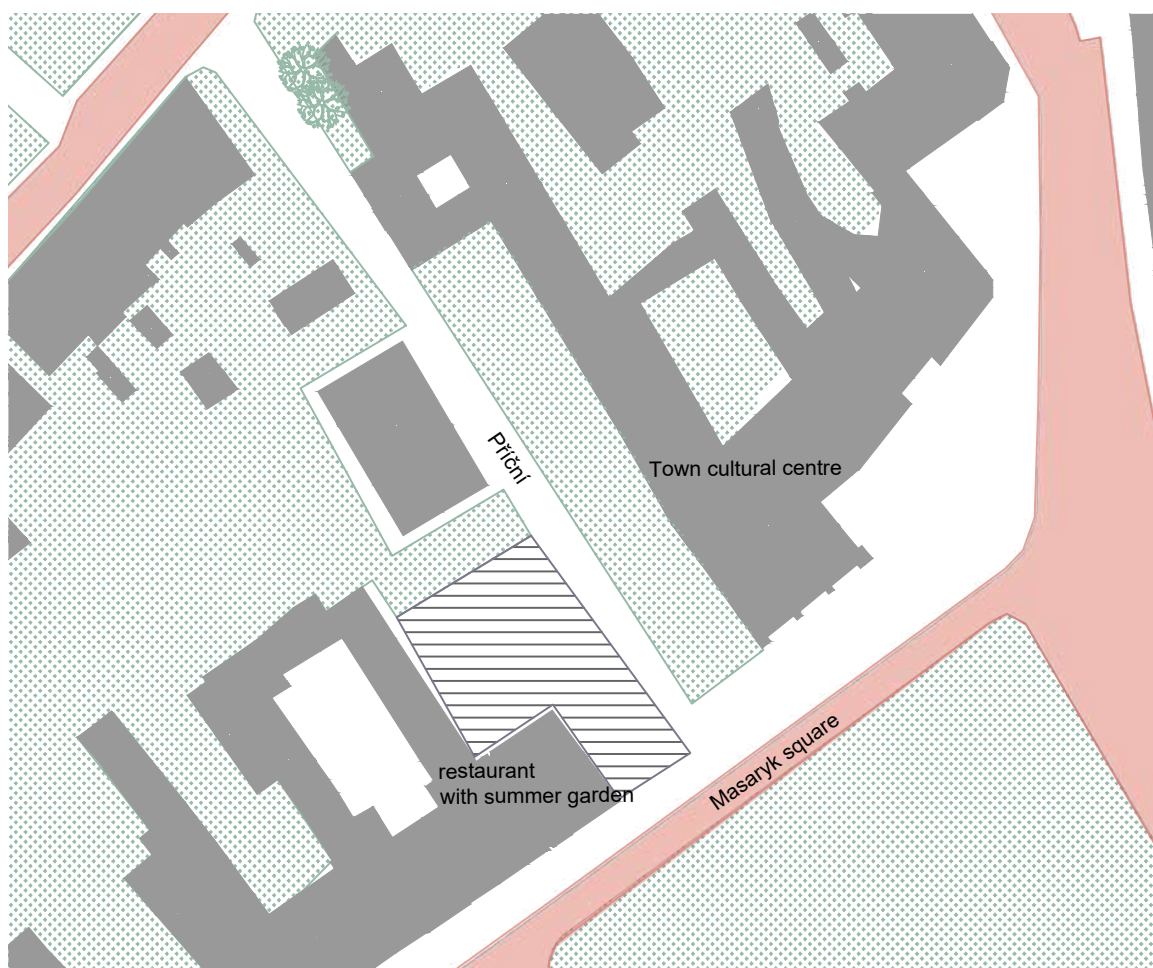 Příční
Town cultural centre
Masaryk square
restaurant
with summer garden